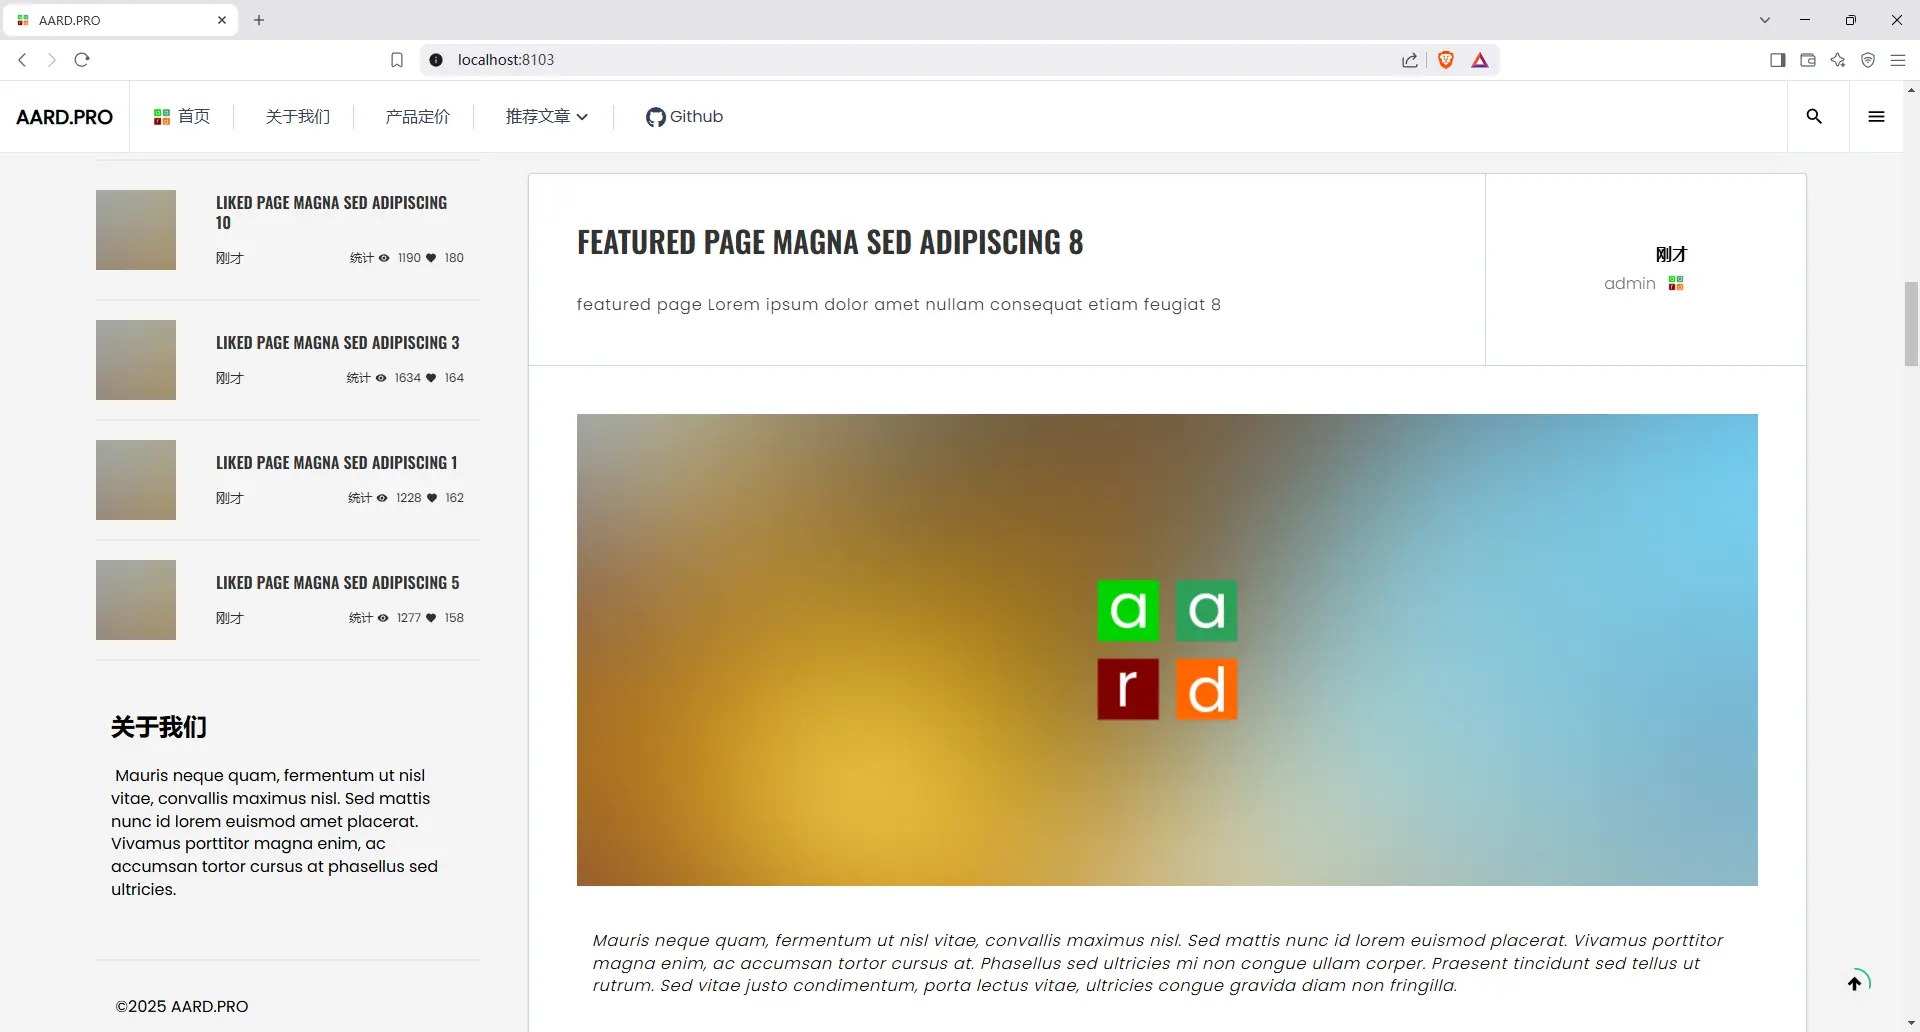 AARD.PRO
localhost:8103
AARD.PRO
首页
关于我们
产品定价
推荐文章
Github
LIKED PAGE MAGNA SED ADIPISCING
10
刚才
统计 1190 180
LIKED PAGE MAGNA SED ADIPISCING 3
刚才
统计 1634 164
LIKED PAGE MAGNA SED ADIPISCING 1
刚才
统计 1228 162
LIKED PAGE MAGNA SED ADIPISCING 5
刚才
统计 1277 158
关于我们
Mauris neque quam, fermentum ut nisl
vitae, convallis maximus nisl. Sed mattis
nunc id lorem euismod amet placerat.
Vivamus porttitor magna enim, ac
accumsan tortor cursus at phasellus sed
ultricies.
©2025 AARD.PRO
FEATURED PAGE MAGNA SED ADIPISCING 8
featured page Lorem ipsum dolor amet nullam consequat etiam feugiat 8
刚才
admin
a a
r d
Mauris neque quam, fermentum ut nisl vitae, convallis maximus nisl. Sed mattis nunc id lorem euismod placerat. Vivamus porttitor
magna enim, ac accumsan tortor cursus at. Phasellus sed ultricies mi non congue ullam corper. Praesent tincidunt sed tellus ut
rutrum. Sed vitae justo condimentum, porta lectus vitae, ultricies congue gravida diam non fringilla.